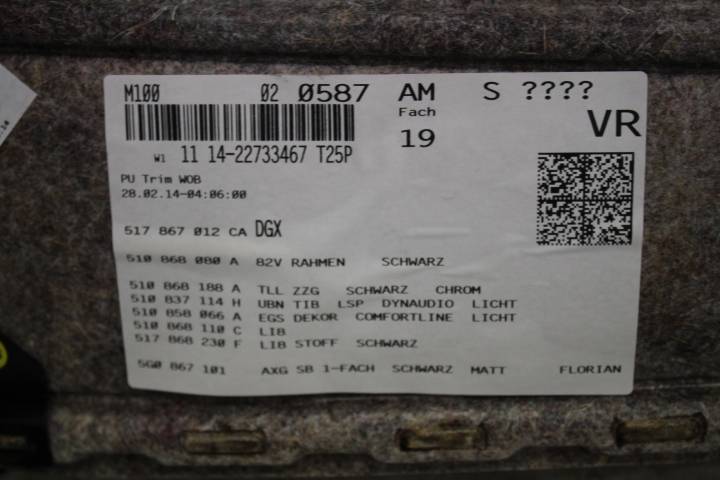 M100 02 0587 AM S ????
Fach
19
VR
W1 11 14-22733467 T25P
PU Trim WOB
28.02.14-04:06:00
517 867 012 CA DGX
510 868 080 A 82V RAHMEN SCHWARZ
510 868 188 A TLL ZZG SCHWARZ CHROM
510 837 114 H UBN TIB LSP DYNAUDIO LICHT
510 858 066 A EGS DEKOR COMFORTLINE LICHT
510 868 110 C LIB
517 868 230 F LIB STOFF SCHWARZ
5G0 867 101 AXG SB 1-FACH SCHWARZ MATT FLORIAN